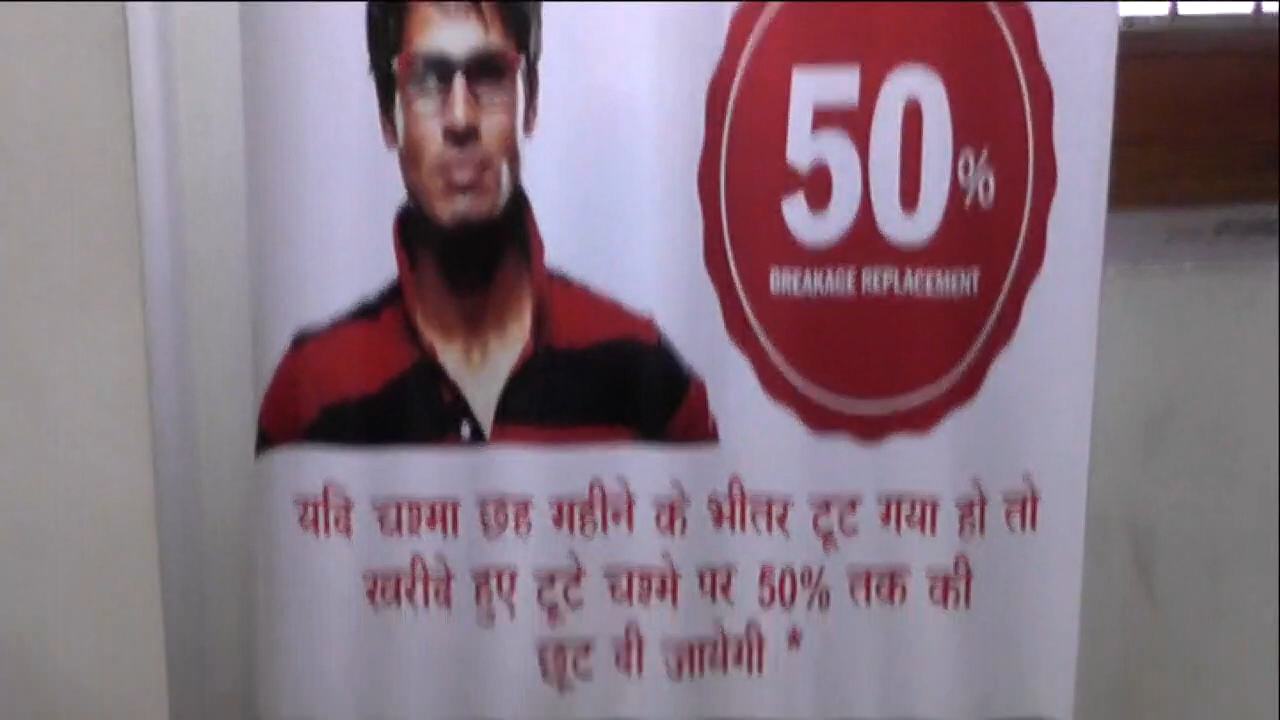 50%
BREAKAGE REPLACEMENT
यदि चश्मा छह महीने के भीतर टूट गया हो तो
खरीदे हुए टूटे चश्मे पर 50% तक की
छूट दी जायेगी *